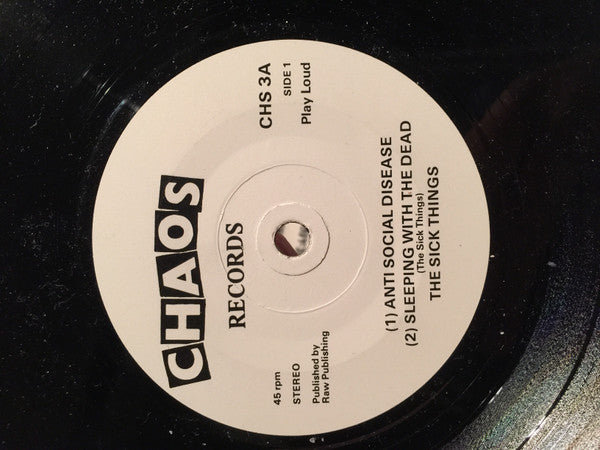 CHAOS
RECORDS
45 rpm
STEREO
Published by
Raw Publishing
CHS 3A
SIDE 1
Play Loud
(1) ANTI SOCIAL DISEASE
(2) SLEEPING WITH THE DEAD
(The Sick Things)
THE SICK THINGS